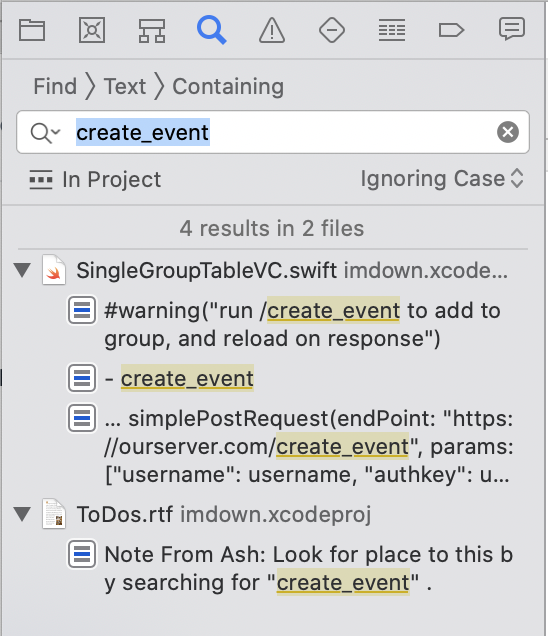 Find 〉 Text 〉 Containing
create_event
In Project Ignoring Case
4 results in 2 files
SingleGroupTableVC.swift imdown.xcode...
#warning("run /create_event to add to
group, and reload on response")
- create_event
... simplePostRequest(endPoint: "https:
//ourserver.com/create_event", params:
["username": username, "authkey": u...
ToDos.rtf imdown.xcodeproj
Note From Ash: Look for place to this b
y searching for "create_event" .